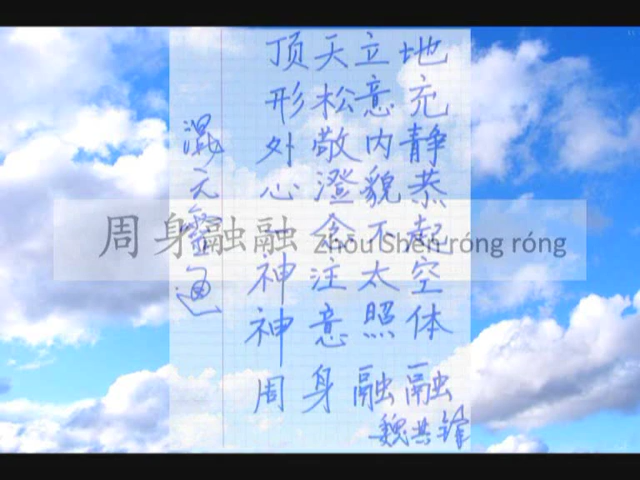 顶天立地
形松意充
外敬内静
心澄貌恭
一念不起
神注太空
神意照体
周身融融
周身融融 Zhōu Shēn róng róng